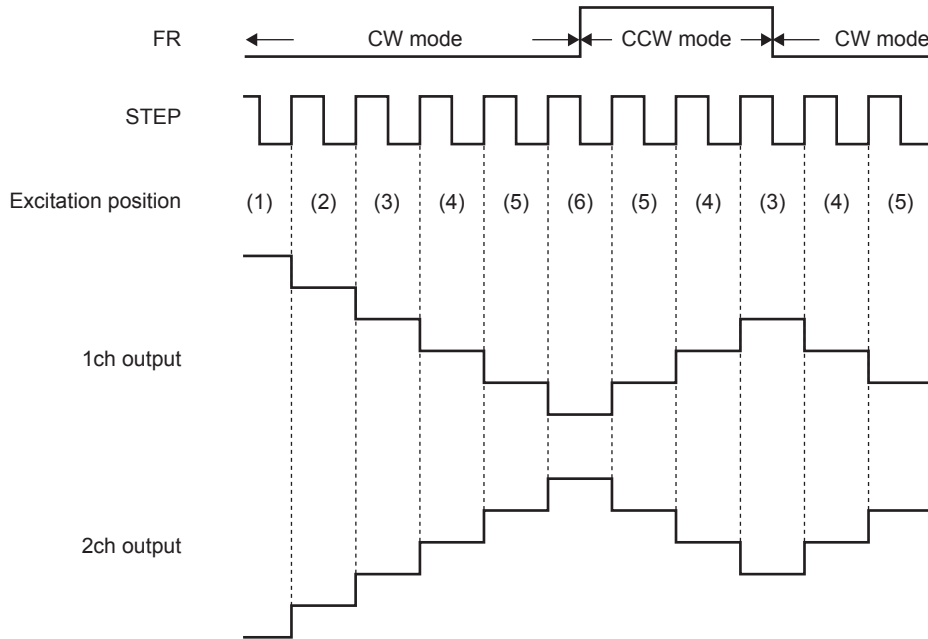 FR
CW mode
CCW mode
CW mode
STEP
Excitation position
(1) (2) (3) (4) (5) (6) (5) (4) (3) (4) (5)
1ch output
2ch output